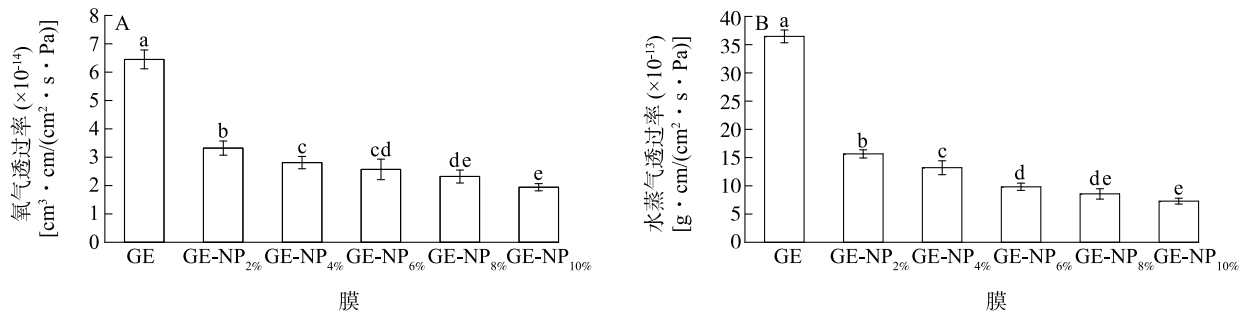 A
氧气透过率 (×10⁻¹⁴)
[cm³·cm/(cm²·s·Pa)]
8
7
6
5
4
3
2
1
0
a
b
c
cd
de
e
GE GE-NP2% GE-NP4% GE-NP6% GE-NP8% GE-NP10%
膜
B
水蒸气透过率 (×10⁻¹³)
[g·cm/(cm²·s·Pa)]
40
35
30
25
20
15
10
5
0
a
b
c
d
de
e
GE GE-NP2% GE-NP4% GE-NP6% GE-NP8% GE-NP10%
膜